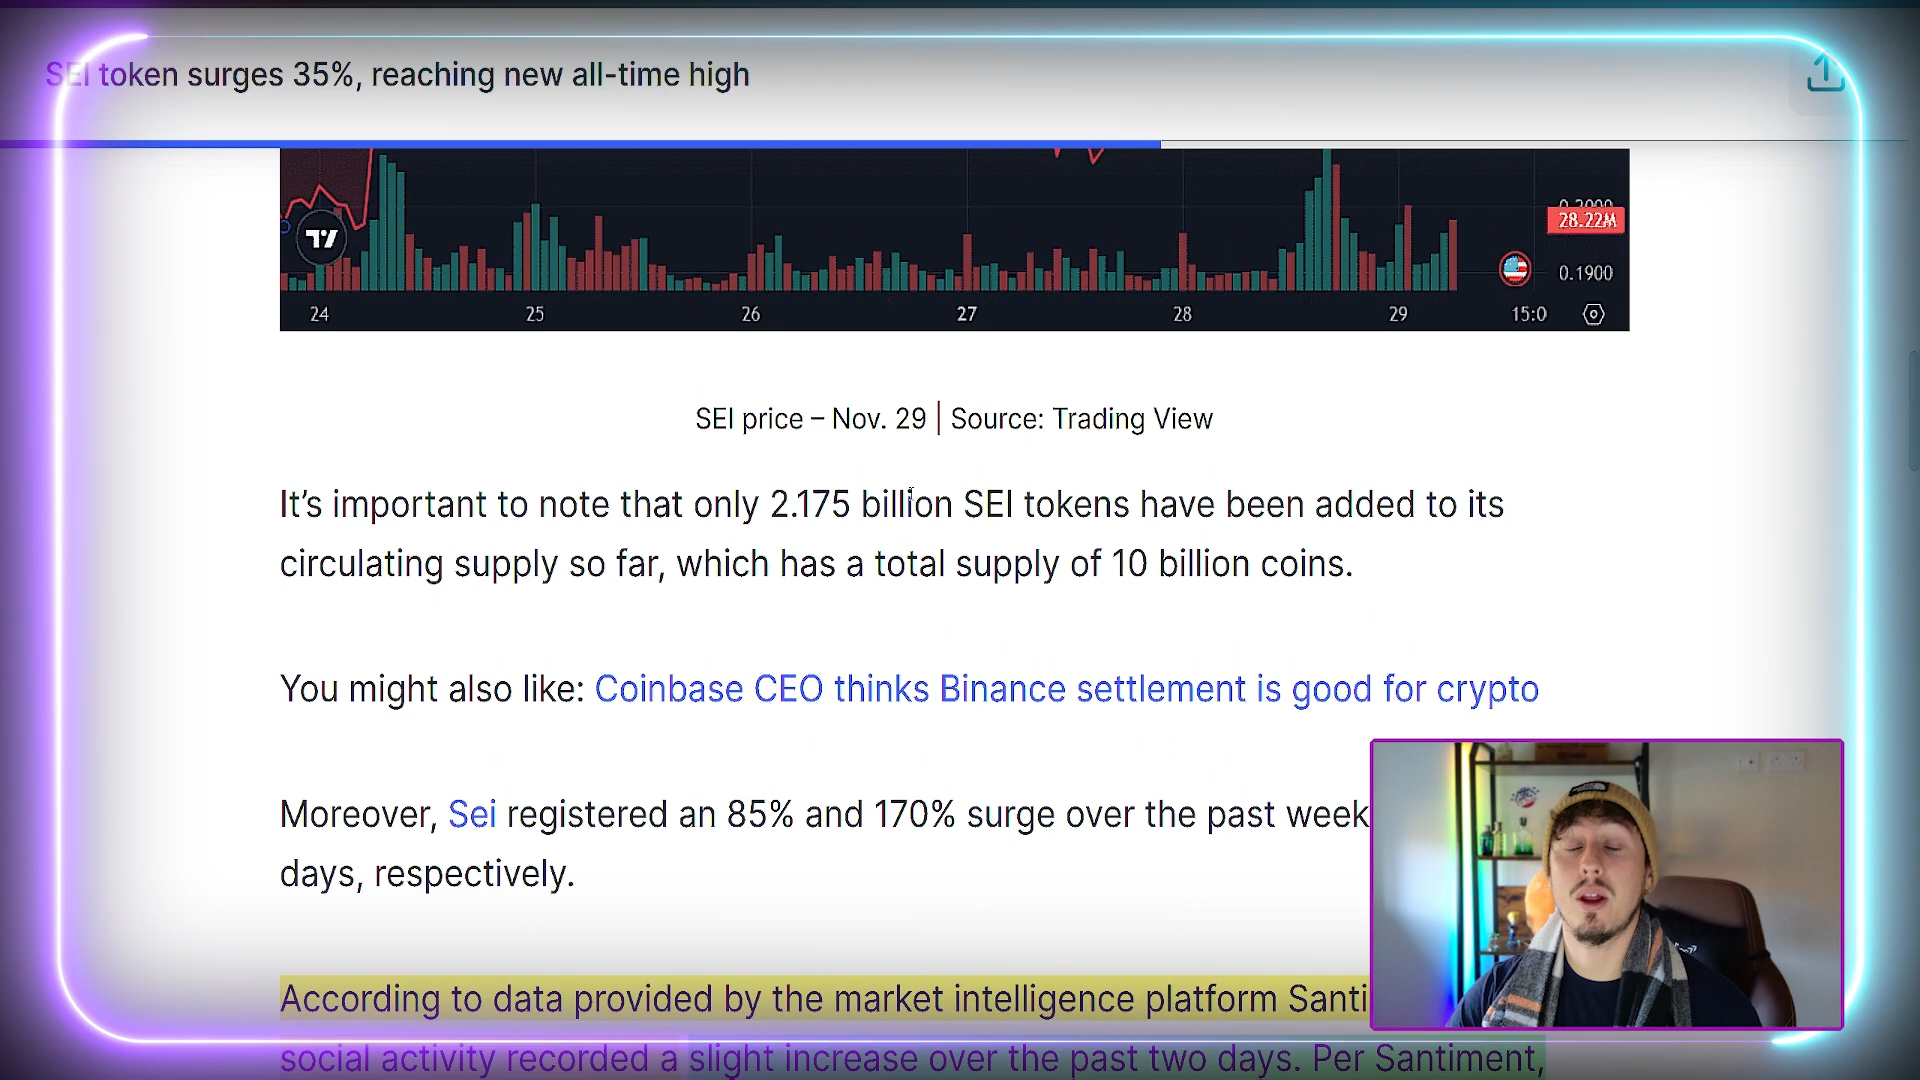 SEI token surges 35%, reaching new all-time high
28.22M
0.1900
24 25 26 27 28 29 15:0
SEI price – Nov. 29 | Source: Trading View
It’s important to note that only 2.175 billion SEI tokens have been added to its
circulating supply so far, which has a total supply of 10 billion coins.
You might also like: Coinbase CEO thinks Binance settlement is good for crypto
Moreover, Sei registered an 85% and 170% surge over the past week
days, respectively.
According to data provided by the market intelligence platform Santi
social activity recorded a slight increase over the past two days. Per Santiment,